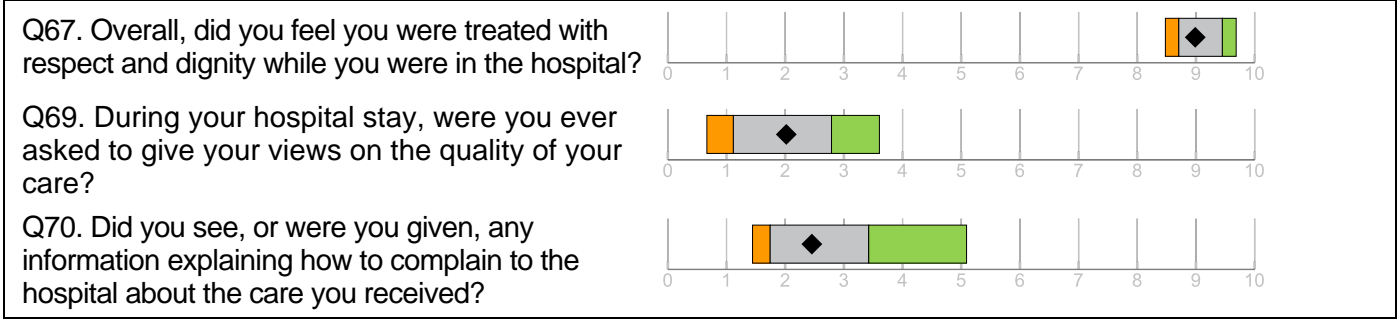 Q67. Overall, did you feel you were treated with
respect and dignity while you were in the hospital?
0 1 2 3 4 5 6 7 8 9 10
Q69. During your hospital stay, were you ever
asked to give your views on the quality of your
care?
0 1 2 3 4 5 6 7 8 9 10
Q70. Did you see, or were you given, any
information explaining how to complain to the
hospital about the care you received?
0 1 2 3 4 5 6 7 8 9 10